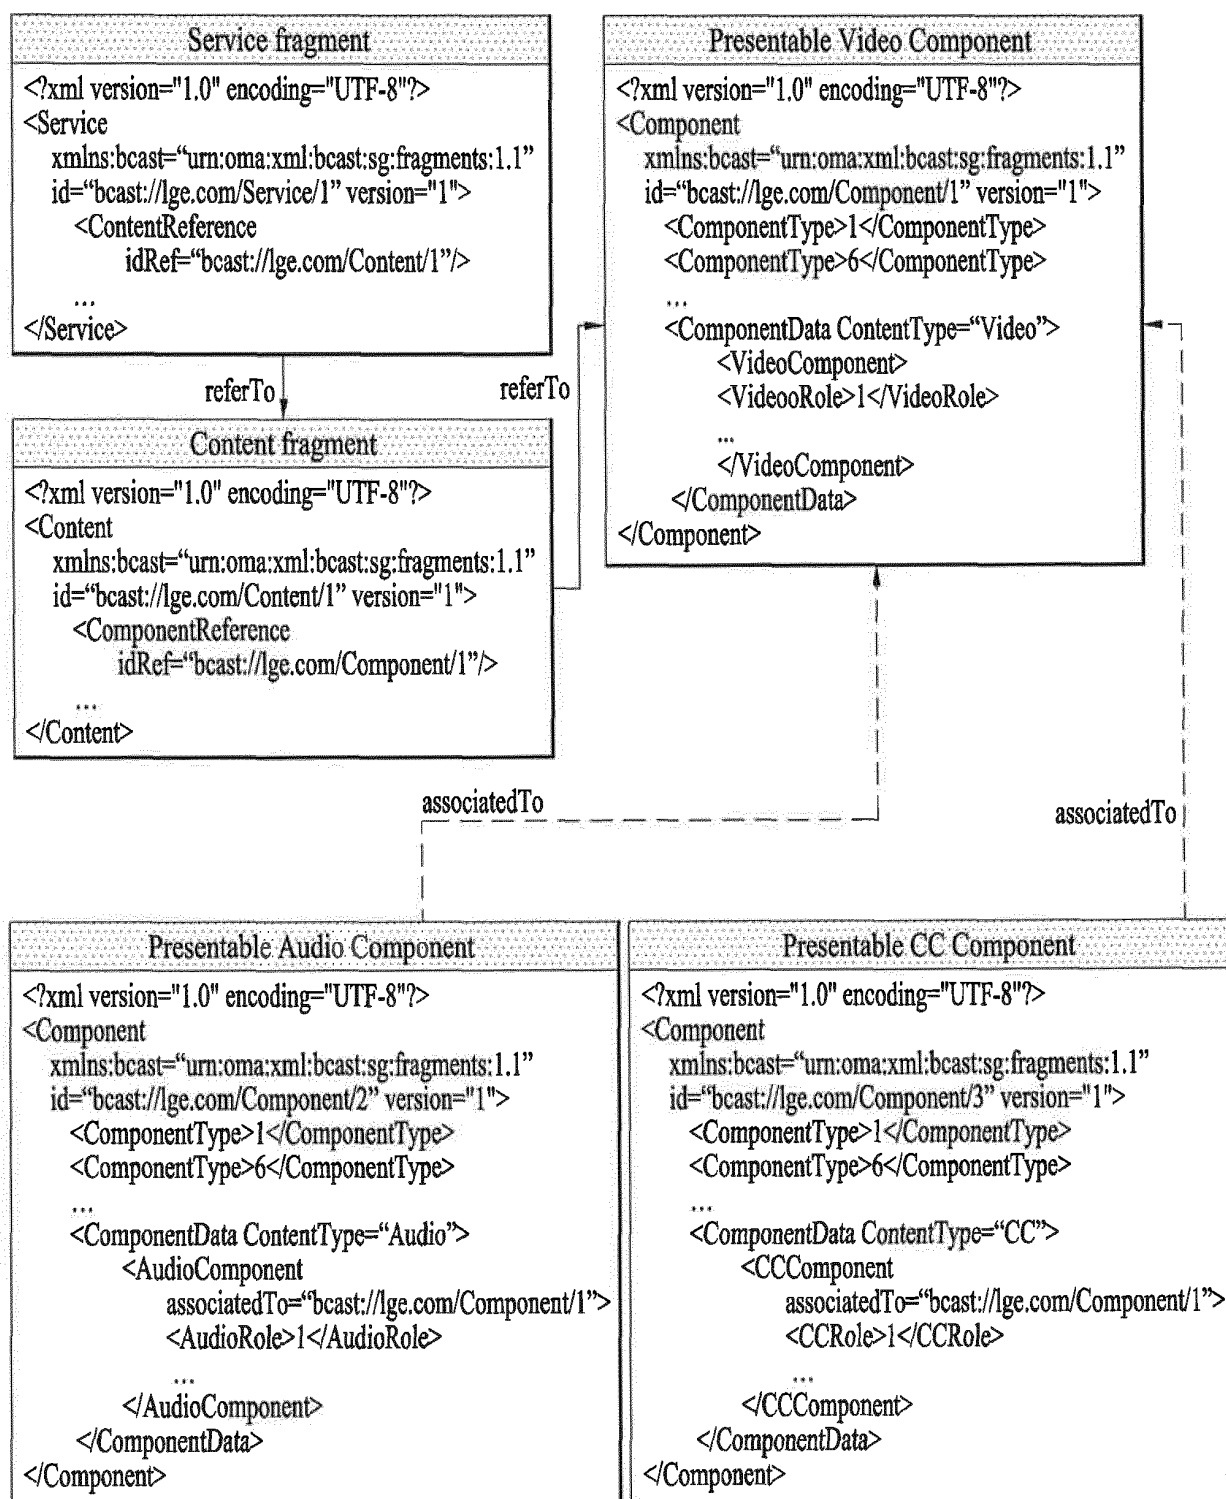 Service fragment
<?xml version="1.0" encoding="UTF-8"?>
<Service
xmlns:bcast=“urn:oma:xml:bcast:sg:fragments:1.1”
id=“bcast://lge.com/Service/1” version="1">
<ContentReference
idRef=“bcast://lge.com/Content/1”/>
...
</Service>
referTo
Content fragment
<?xml version="1.0" encoding="UTF-8"?>
<Content
xmlns:bcast=“urn:oma:xml:bcast:sg:fragments:1.1”
id=“bcast://lge.com/Content/1” version="1">
<ComponentReference
idRef=“bcast://lge.com/Component/1”/>
...
</Content>
referTo
Presentable Video Component
<?xml version="1.0" encoding="UTF-8"?>
<Component
xmlns:bcast=“urn:oma:xml:bcast:sg:fragments:1.1”
id=“bcast://lge.com/Component/1” version="1">
<ComponentType>1</ComponentType>
<ComponentType>6</ComponentType>
...
<ComponentData ContentType=“Video”>
<VideoComponent>
<VideooRole>1</VideoRole>
...
</VideoComponent>
</ComponentData>
</Component>
associatedTo
associatedTo
Presentable Audio Component
<?xml version="1.0" encoding="UTF-8"?>
<Component
xmlns:bcast=“urn:oma:xml:bcast:sg:fragments:1.1”
id=“bcast://lge.com/Component/2” version="1">
<ComponentType>1</ComponentType>
<ComponentType>6</ComponentType>
...
<ComponentData ContentType=“Audio”>
<AudioComponent
associatedTo=“bcast://lge.com/Component/1”>
<AudioRole>1</AudioRole>
...
</AudioComponent>
</ComponentData>
</Component>
Presentable CC Component
<?xml version="1.0" encoding="UTF-8"?>
<Component
xmlns:bcast=“urn:oma:xml:bcast:sg:fragments:1.1”
id=“bcast://lge.com/Component/3” version="1">
<ComponentType>1</ComponentType>
<ComponentType>6</ComponentType>
...
<ComponentData ContentType=“CC”>
<CCComponent
associatedTo=“bcast://lge.com/Component/1”>
<CCRole>1</CCRole>
...
</CCComponent>
</ComponentData>
</Component>